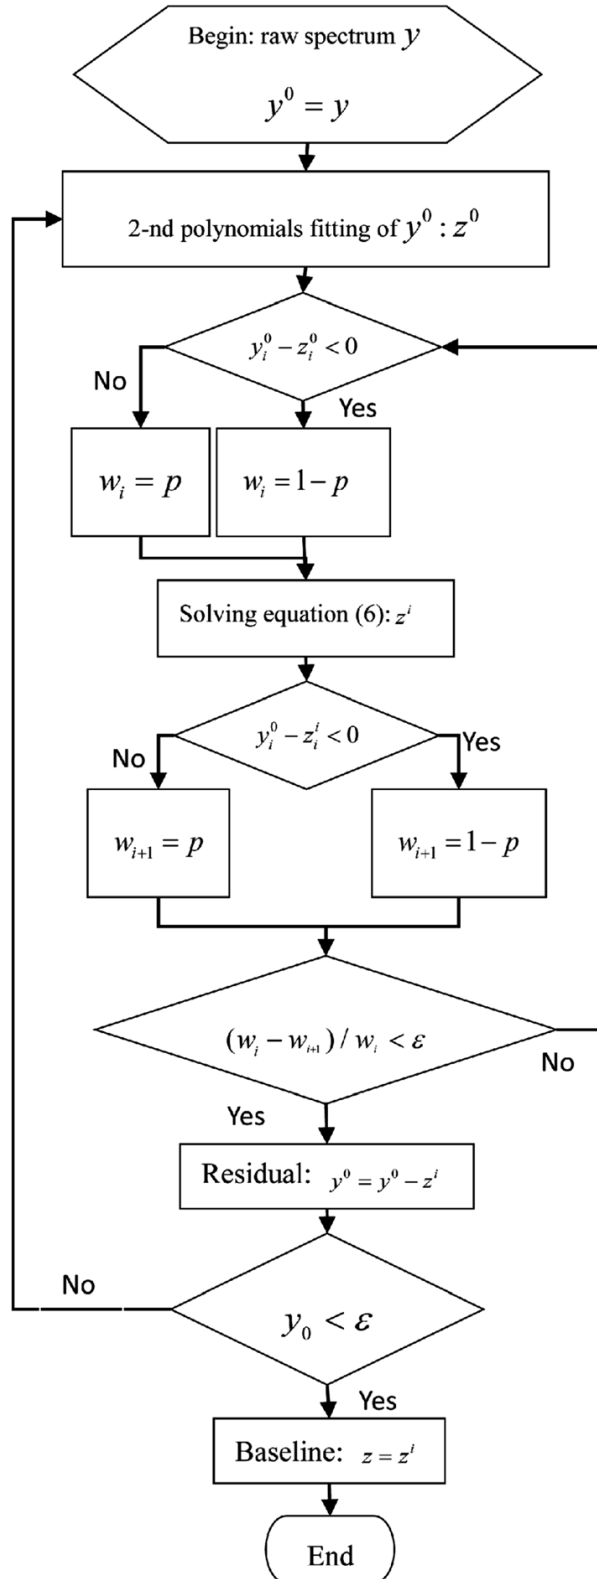 Begin: raw spectrum y
y⁰ = y
2-nd polynomials fitting of y⁰ : z⁰
yᵢ⁰ − zᵢ⁰ < 0
No
Yes
wᵢ = p
wᵢ = 1 − p
Solving equation (6): zⁱ
yᵢ⁰ − zᵢⁱ < 0
No
Yes
wᵢ₊₁ = p
wᵢ₊₁ = 1 − p
(wᵢ − wᵢ₊₁) / wᵢ < ε
No
Yes
Residual: y⁰ = y⁰ − zⁱ
No
y₀ < ε
Yes
Baseline: z = zⁱ
End